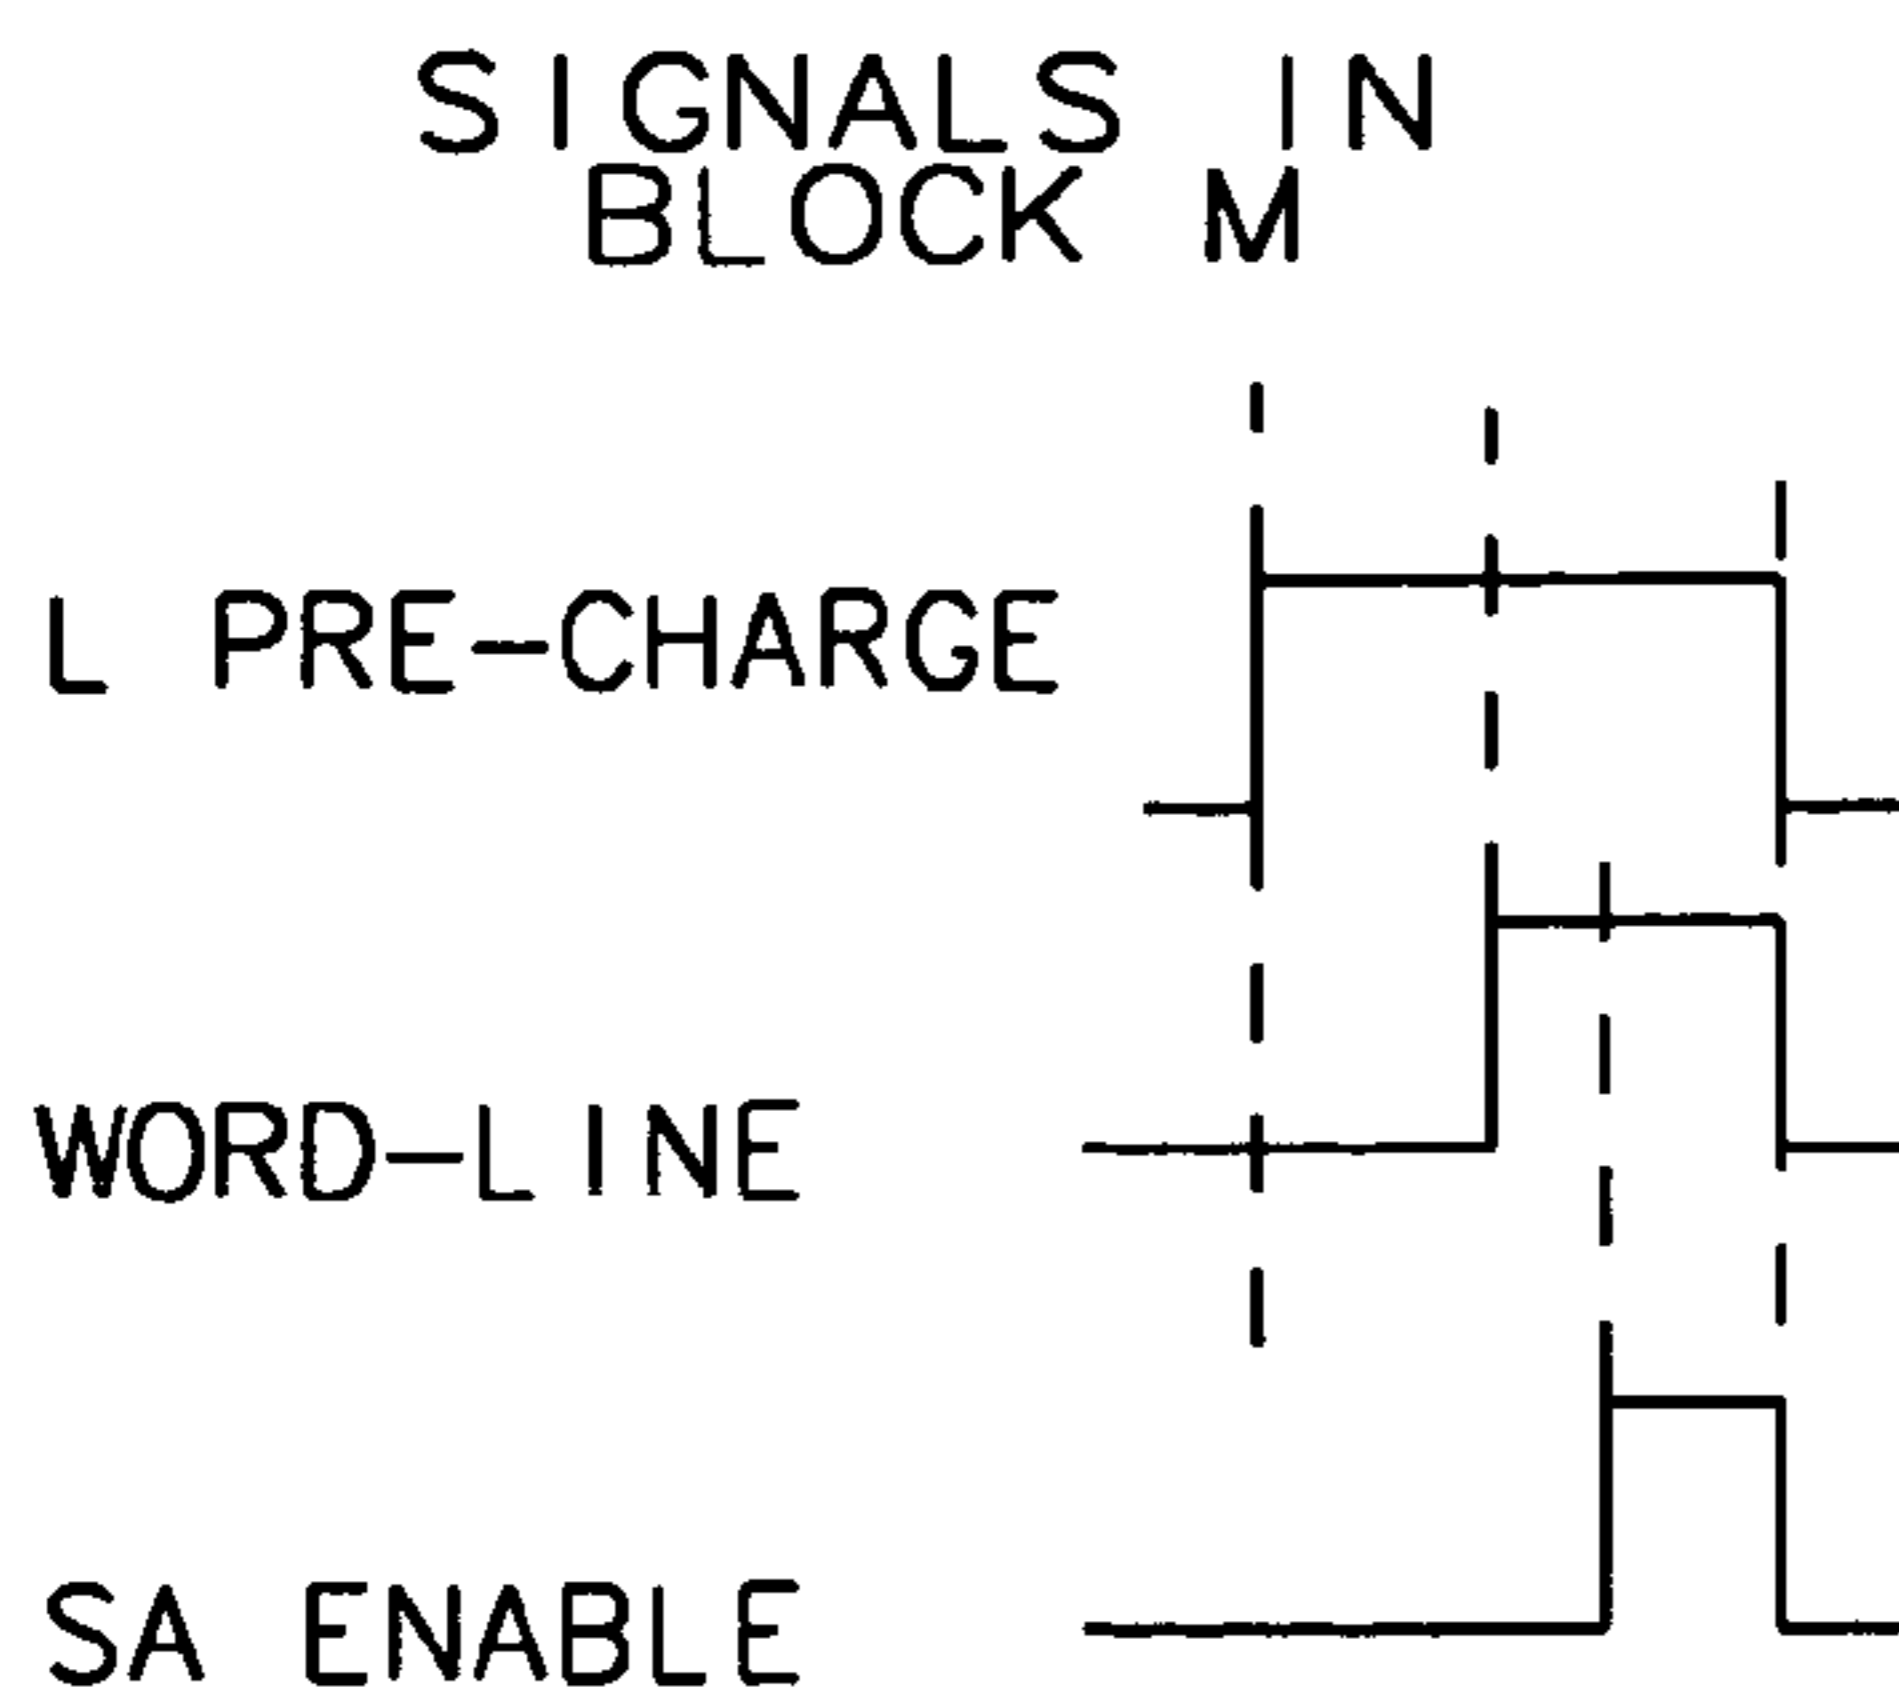 SIGNALS IN
BLOCK M
L PRE-CHARGE
WORD-LINE
SA ENABLE